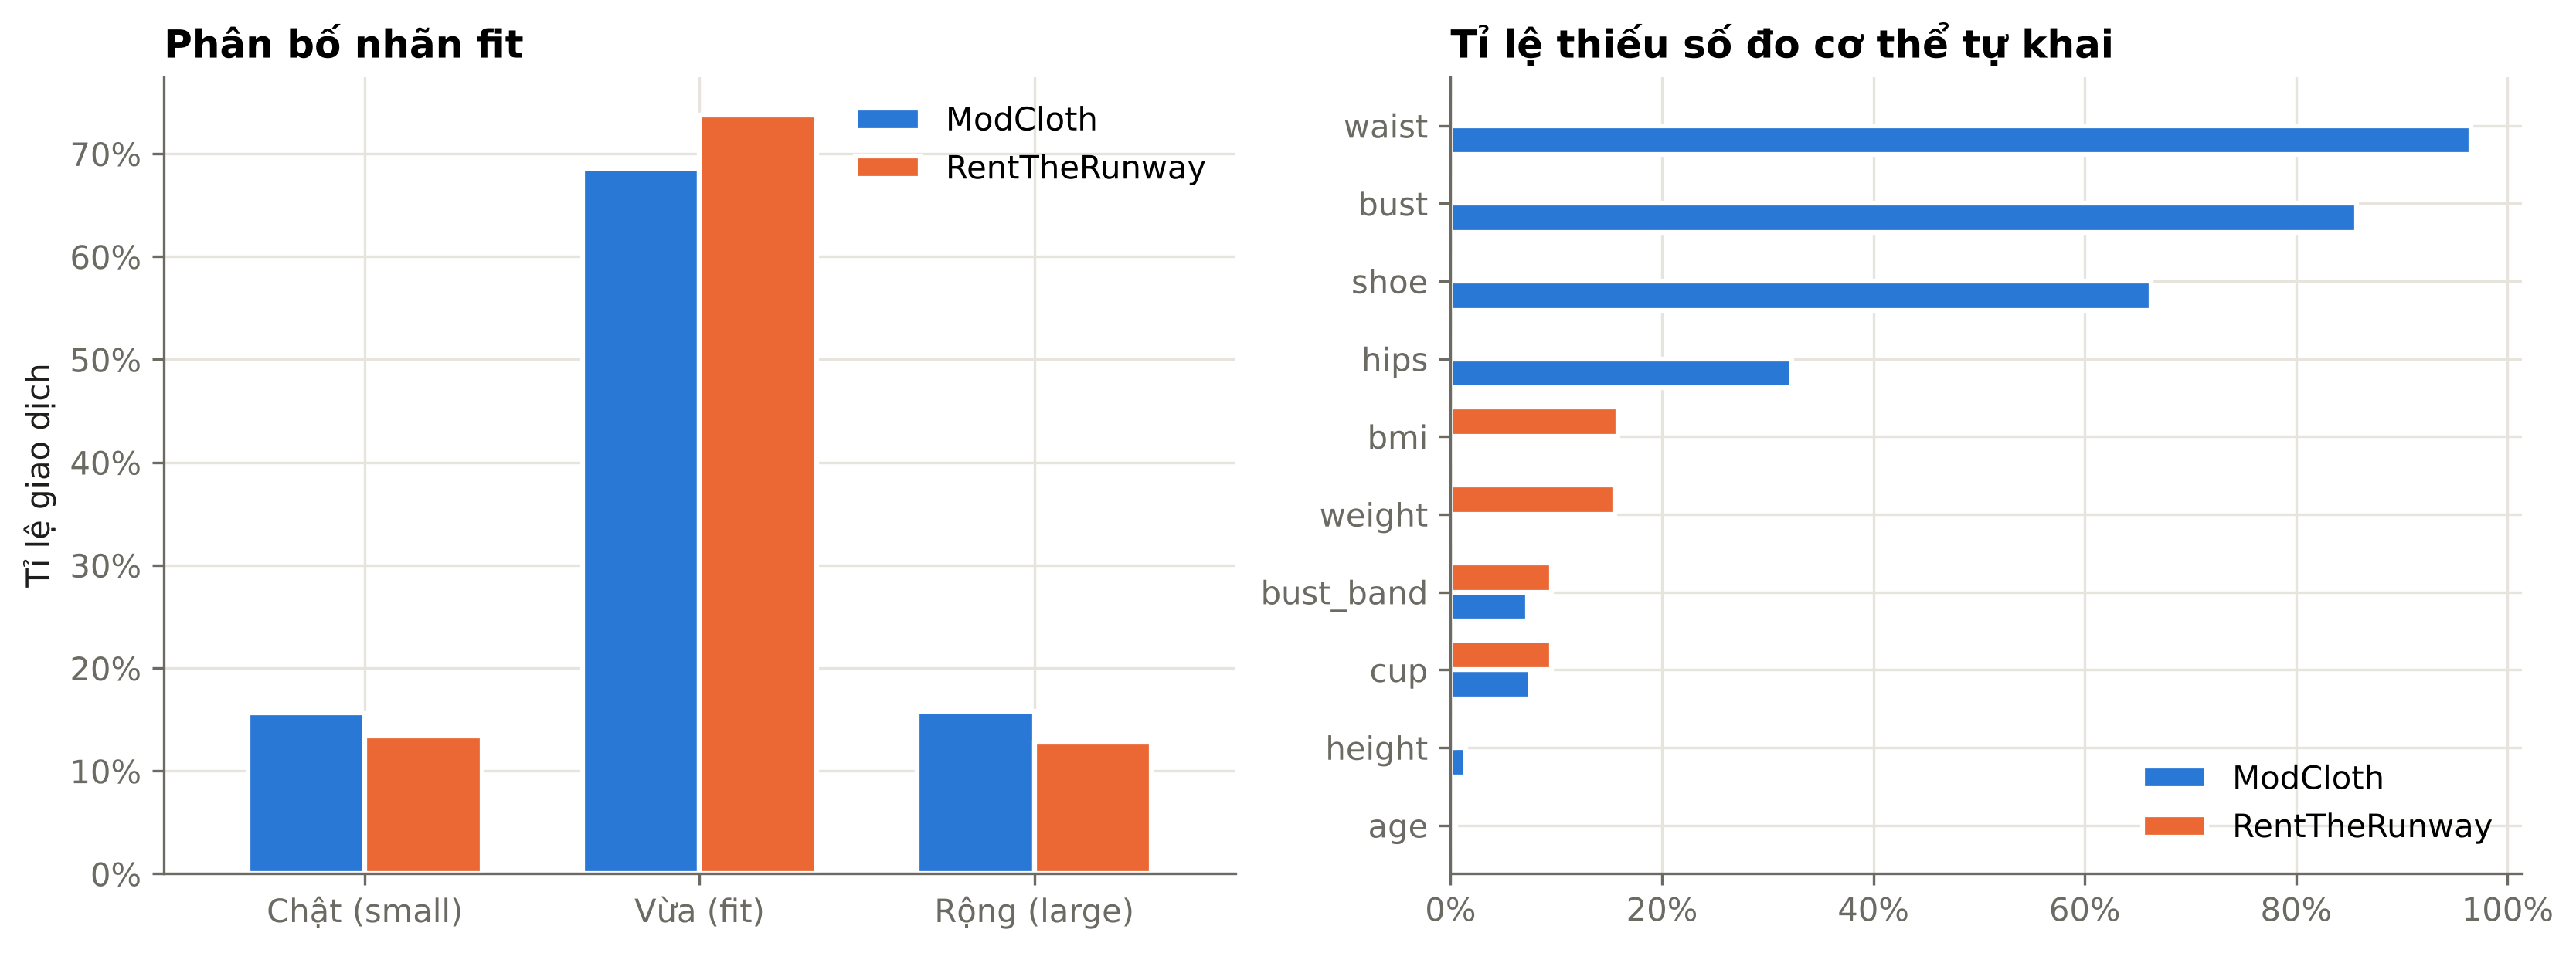 Phân bố nhãn fit
Tỉ lệ giao dịch
70%
60%
50%
40%
30%
20%
10%
0%
Chật (small)
Vừa (fit)
Rộng (large)
ModCloth
RentTheRunway
Tỉ lệ thiếu số đo cơ thể tự khai
waist
bust
shoe
hips
bmi
weight
bust_band
cup
height
age
0%
20%
40%
60%
80%
100%
ModCloth
RentTheRunway